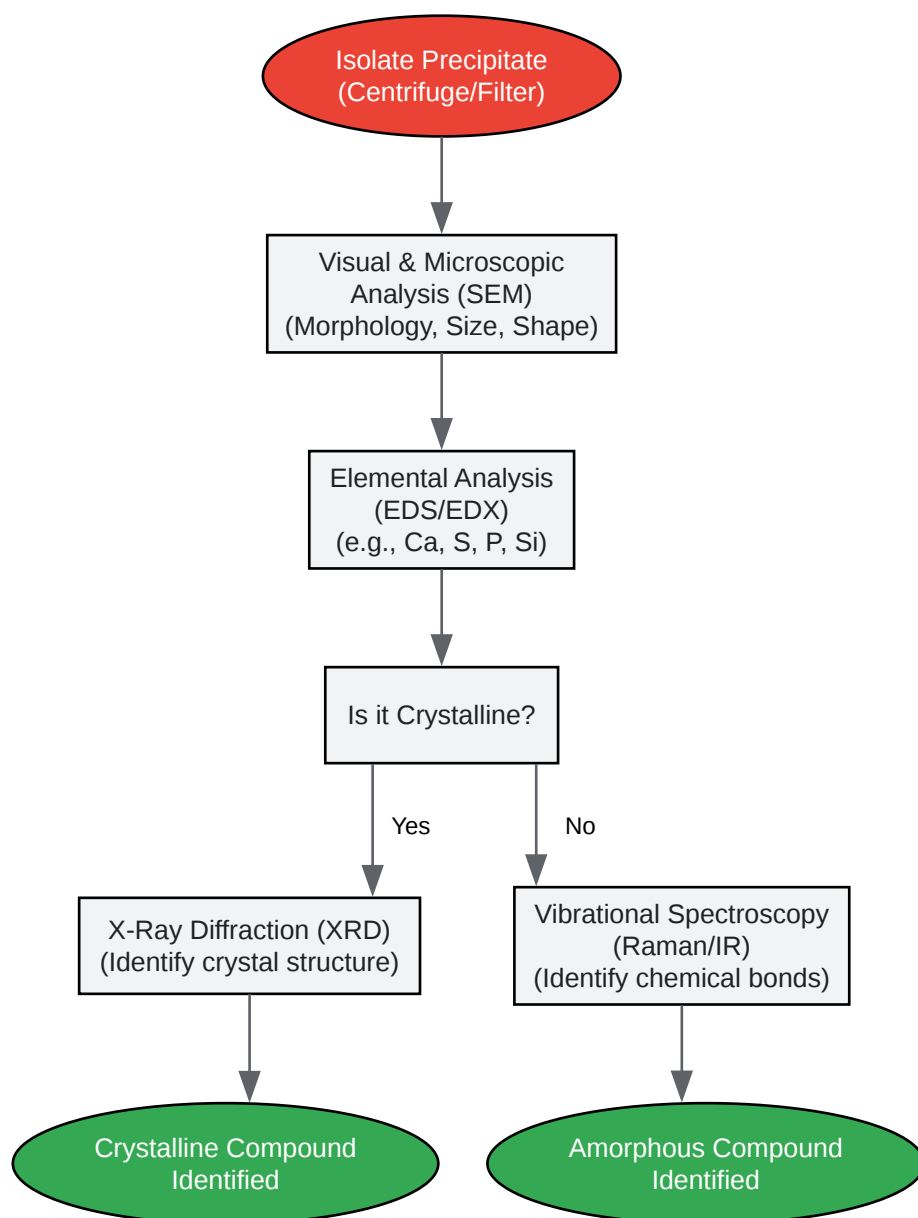 Isolate Precipitate
(Centrifuge/Filter)
Visual & Microscopic
Analysis (SEM)
(Morphology, Size, Shape)
Elemental Analysis
(EDS/EDX)
(e.g., Ca, S, P, Si)
Is it Crystalline?
Yes
No
X-Ray Diffraction (XRD)
(Identify crystal structure)
Vibrational Spectroscopy
(Raman/IR)
(Identify chemical bonds)
Crystalline Compound
Identified
Amorphous Compound
Identified